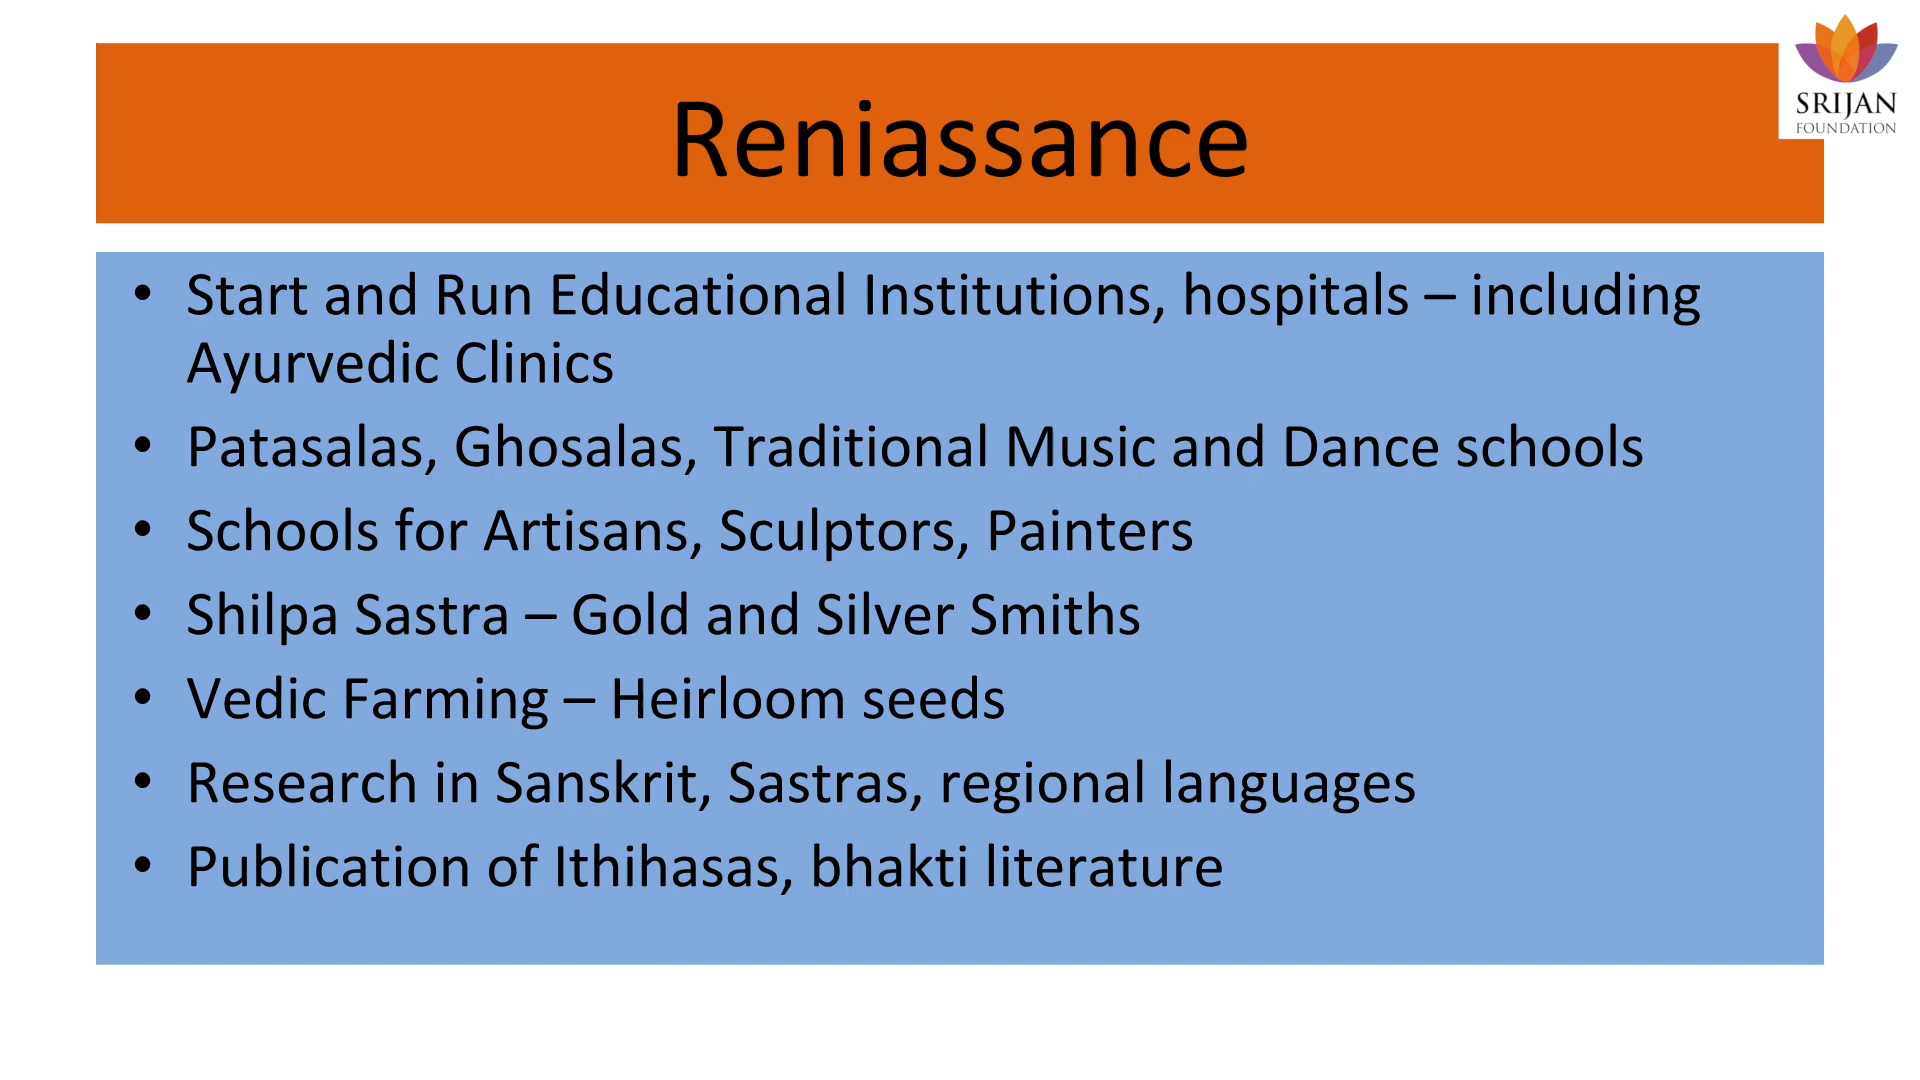 SRIJAN
FOUNDATION
Reniassance
• Start and Run Educational Institutions, hospitals – including
Ayurvedic Clinics
• Patasalas, Ghosalas, Traditional Music and Dance schools
• Schools for Artisans, Sculptors, Painters
• Shilpa Sastra – Gold and Silver Smiths
• Vedic Farming – Heirloom seeds
• Research in Sanskrit, Sastras, regional languages
• Publication of Ithihasas, bhakti literature